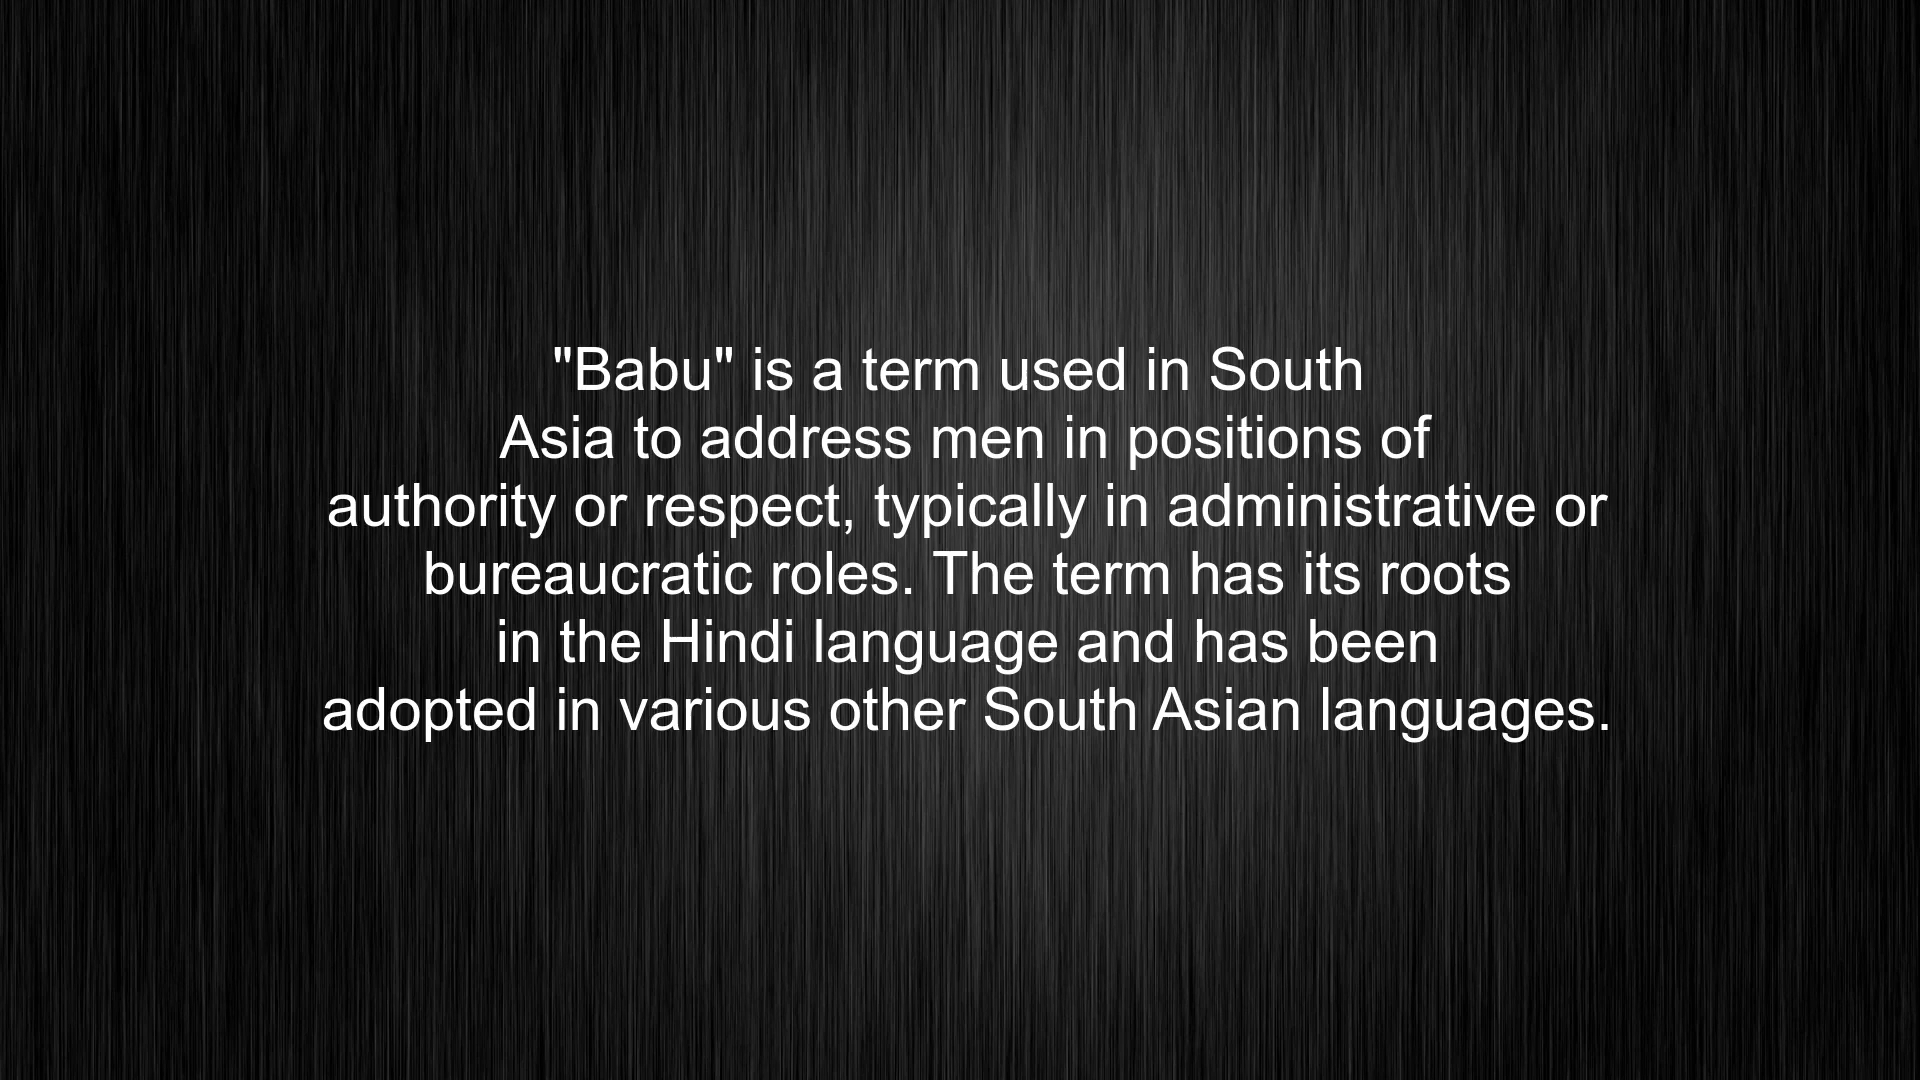 "Babu" is a term used in South
Asia to address men in positions of
authority or respect, typically in administrative or
bureaucratic roles. The term has its roots
in the Hindi language and has been
adopted in various other South Asian languages.